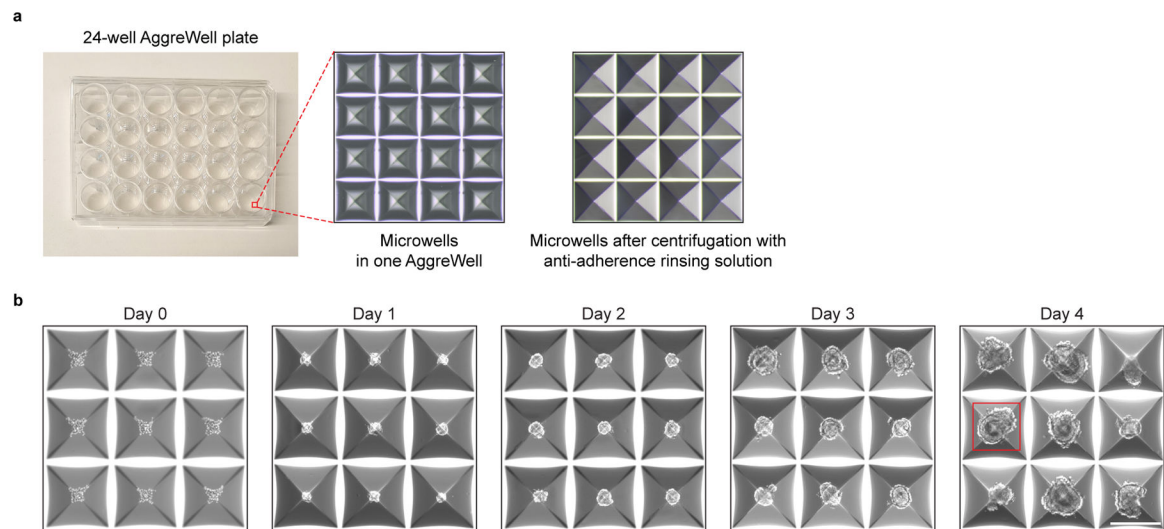 a
24-well AggreWell plate
Microwells
in one AggreWell
Microwells after centrifugation with
anti-adherence rinsing solution
b
Day 0
Day 1
Day 2
Day 3
Day 4